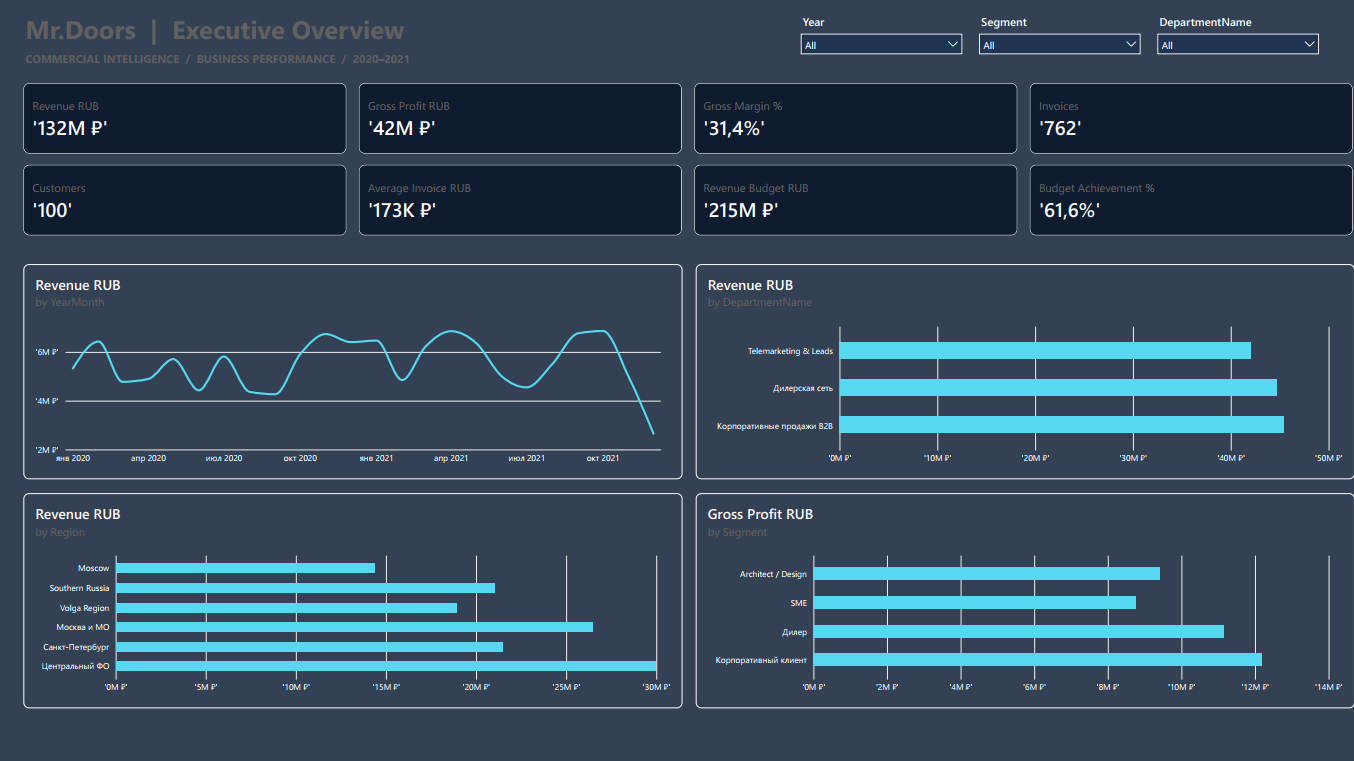 Mr.Doors | Executive Overview
COMMERCIAL INTELLIGENCE / BUSINESS PERFORMANCE / 2020–2021
Year Segment DepartmentName
All All All
Revenue RUB Gross Profit RUB Gross Margin % Invoices
'132M ₽' '42M ₽' '31,4%' '762'
Customers Average Invoice RUB Revenue Budget RUB Budget Achievement %
'100' '173K ₽' '215M ₽' '61,6%'
Revenue RUB
by YearMonth
'6M ₽'
'4M ₽'
'2M ₽'
янв 2020 апр 2020 июл 2020 окт 2020 янв 2021 апр 2021 июл 2021 окт 2021
Revenue RUB
by DepartmentName
Telemarketing & Leads
Дилерская сеть
Корпоративные продажи B2B
'0M ₽' '10M ₽' '20M ₽' '30M ₽' '40M ₽' '50M ₽'
Revenue RUB
by Region
Moscow
Southern Russia
Volga Region
Москва и МО
Санкт-Петербург
Центральный ФО
'0M ₽' '5M ₽' '10M ₽' '15M ₽' '20M ₽' '25M ₽' '30M ₽'
Gross Profit RUB
by Segment
Architect / Design
SME
Дилер
Корпоративный клиент
'0M ₽' '2M ₽' '4M ₽' '6M ₽' '8M ₽' '10M ₽' '12M ₽' '14M ₽'